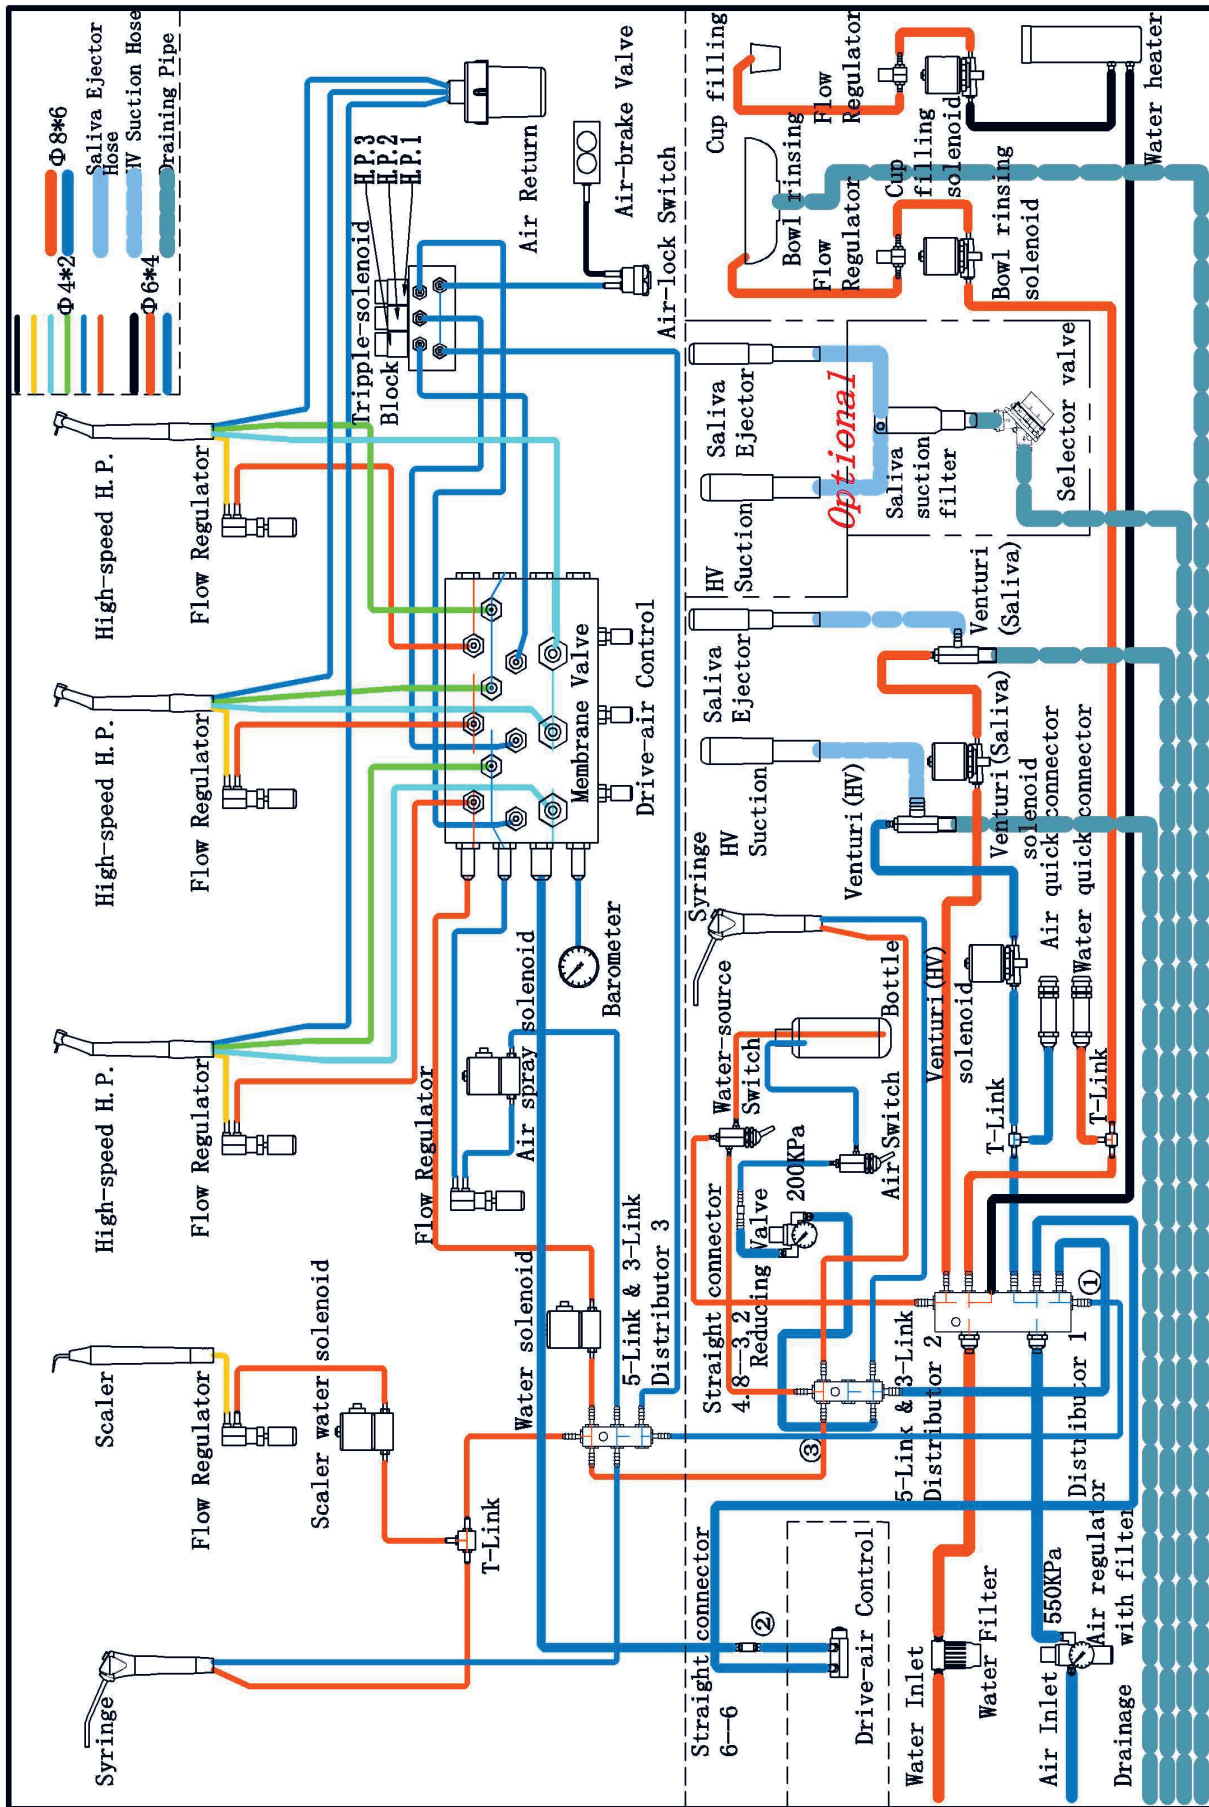 Φ8*6
Saliva Ejector
Hose
HV Suction Hose
Draining Pipe
Φ4*2
Φ6*4
High-speed H.P.
Flow Regulator
High-speed H.P.
Flow Regulator
High-speed H.P.
Flow Regulator
Scaler
Flow Regulator
Scaler water solenoid
T-Link
Syringe
H.P.3
H.P.2
H.P.1
Tripple-solenoid
Block
Air Return
Air-brake Valve
Air-lock Switch
Membrane Valve
Drive-air Control
Barometer
Flow Regulator
Air spray solenoid
Water solenoid
5-Link & 3-Link
Distributor 3
Cup filling
Flow
Regulator
Cup
filling
solenoid
Water heater
Bowl rinsing
Flow
Regulator
Bowl rinsing
solenoid
Saliva
Ejector
HV
Suction
Optional
Saliva
suction
filter
Selector valve
Saliva
Ejector
HV
Suction
Venturi
(Saliva)
Venturi(Saliva)
solenoid
Venturi(HV)
Venturi(HV)
solenoid
Air quick connector
Water quick connector
T-Link
T-Link
Syringe
Water-source
Switch
Bottle
Air Switch
200KPa
Reducing Valve
Straight connector
4.8--3.2
5-Link & 3-Link
Distributor 2
Distributor 1
①
③
②
Straight connector
6--6
Drive-air Control
Water Inlet
Water Filter
550KPa
Air regulator
with filter
Air Inlet
Drainage